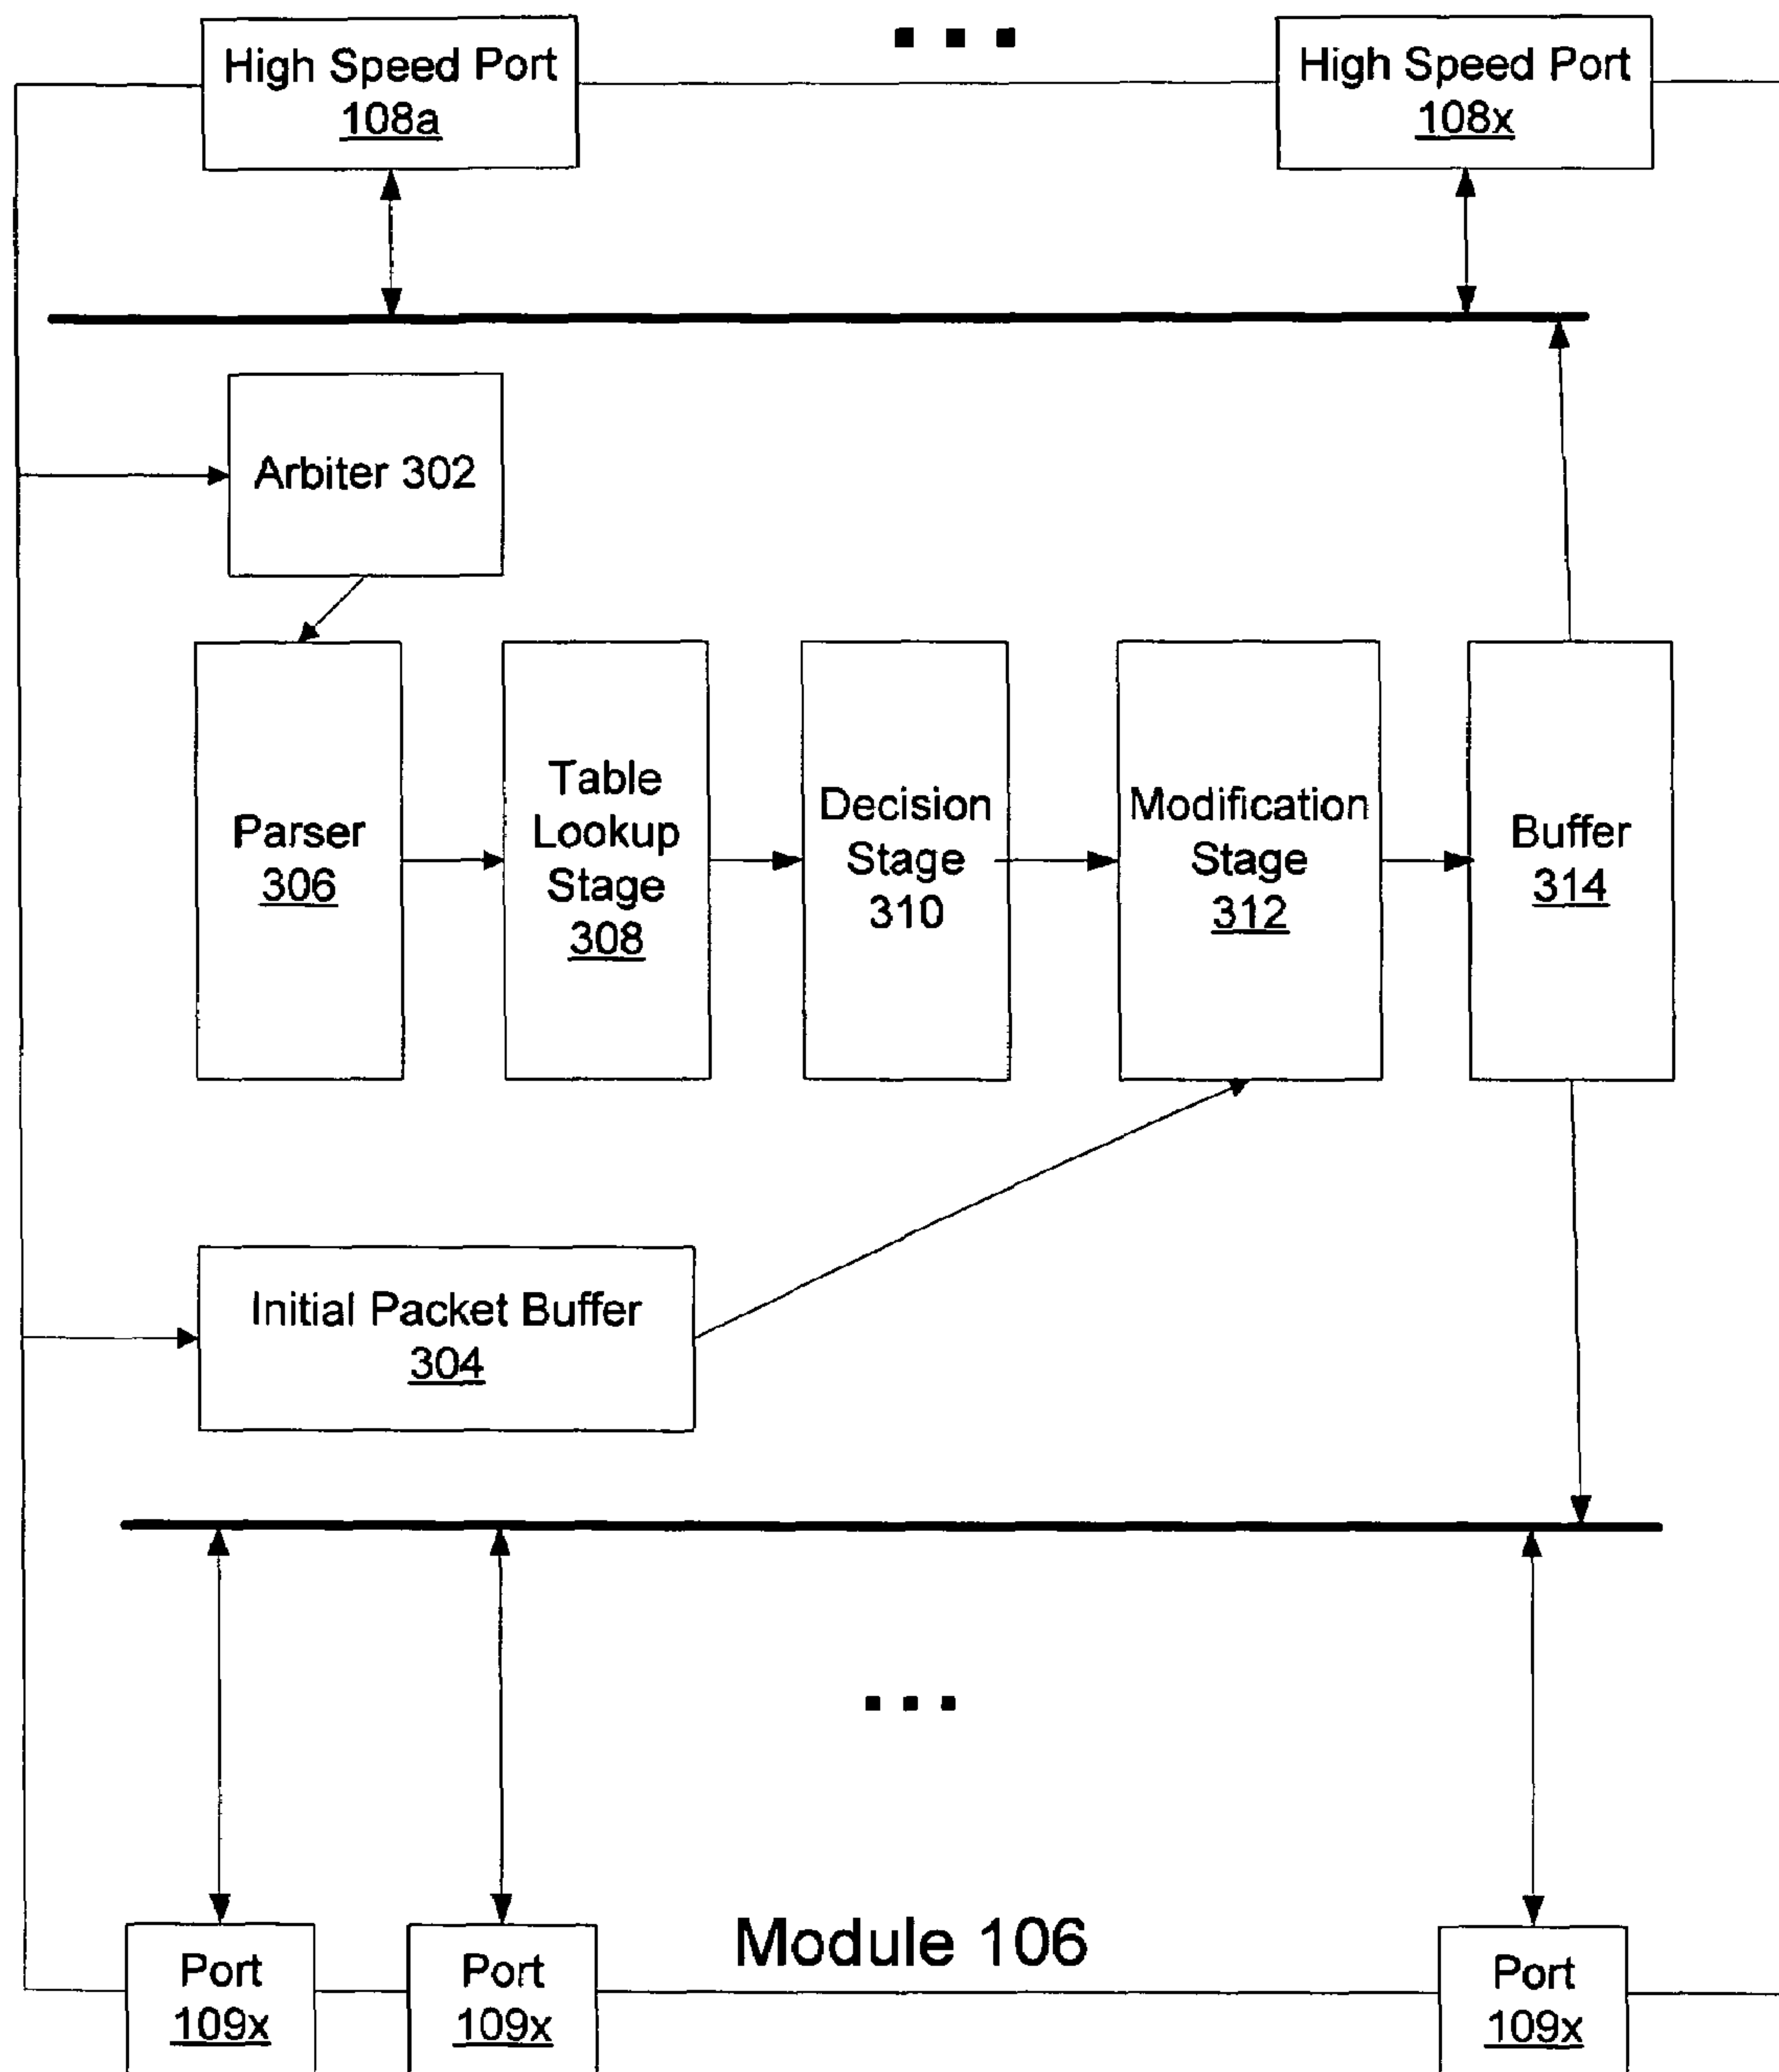 High Speed Port
108a
High Speed Port
108x
Arbiter 302
Parser
306
Table
Lookup
Stage
308
Decision
Stage
310
Modification
Stage
312
Buffer
314
Initial Packet Buffer
304
Module 106
Port
109x
Port
109x
Port
109x